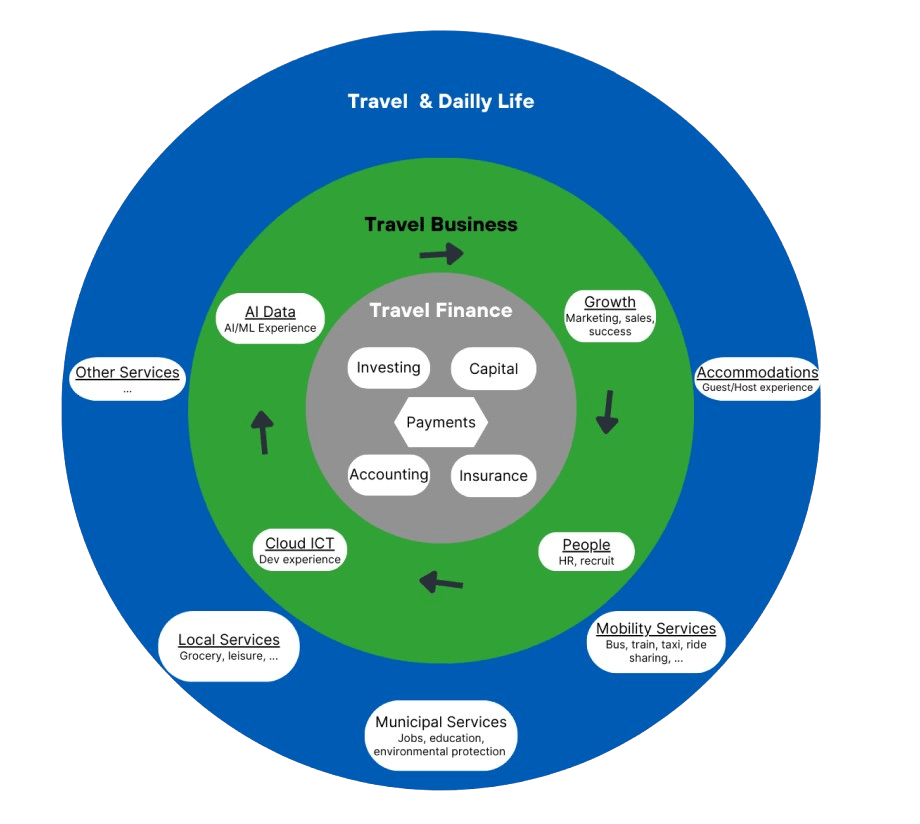 Travel  & Dailly Life
Travel Business
AI Data
AI/ML Experience
Growth
Marketing, sales,
success
Travel Finance
Investing
Capital
Payments
Accounting
Insurance
Other Services
...
Accommodations
Guest/Host experience
Cloud ICT
Dev experience
People
HR, recruit
Local Services
Grocery, leisure, ...
Mobility Services
Bus, train, taxi, ride
sharing, ...
Municipal Services
Jobs, education,
environmental protection